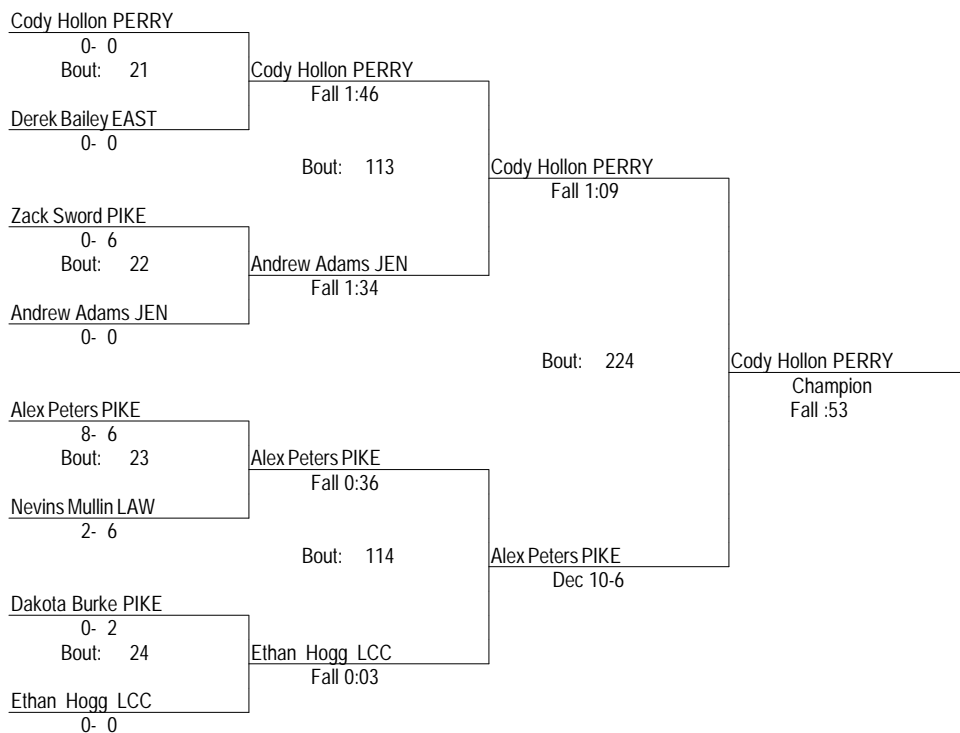 Cody Hollon PERRY
0- 0
Bout: 21
Cody Hollon PERRY
Fall 1:46
Derek Bailey EAST
0- 0
Bout: 113
Cody Hollon PERRY
Fall 1:09
Zack Sword PIKE
0- 6
Bout: 22
Andrew Adams JEN
Fall 1:34
Andrew Adams JEN
0- 0
Bout: 224
Cody Hollon PERRY
Champion
Fall :53
Alex Peters PIKE
8- 6
Bout: 23
Alex Peters PIKE
Fall 0:36
Nevins Mullin LAW
2- 6
Bout: 114
Alex Peters PIKE
Dec 10-6
Dakota Burke PIKE
0- 2
Bout: 24
Ethan Hogg LCC
Fall 0:03
Ethan Hogg LCC
0- 0